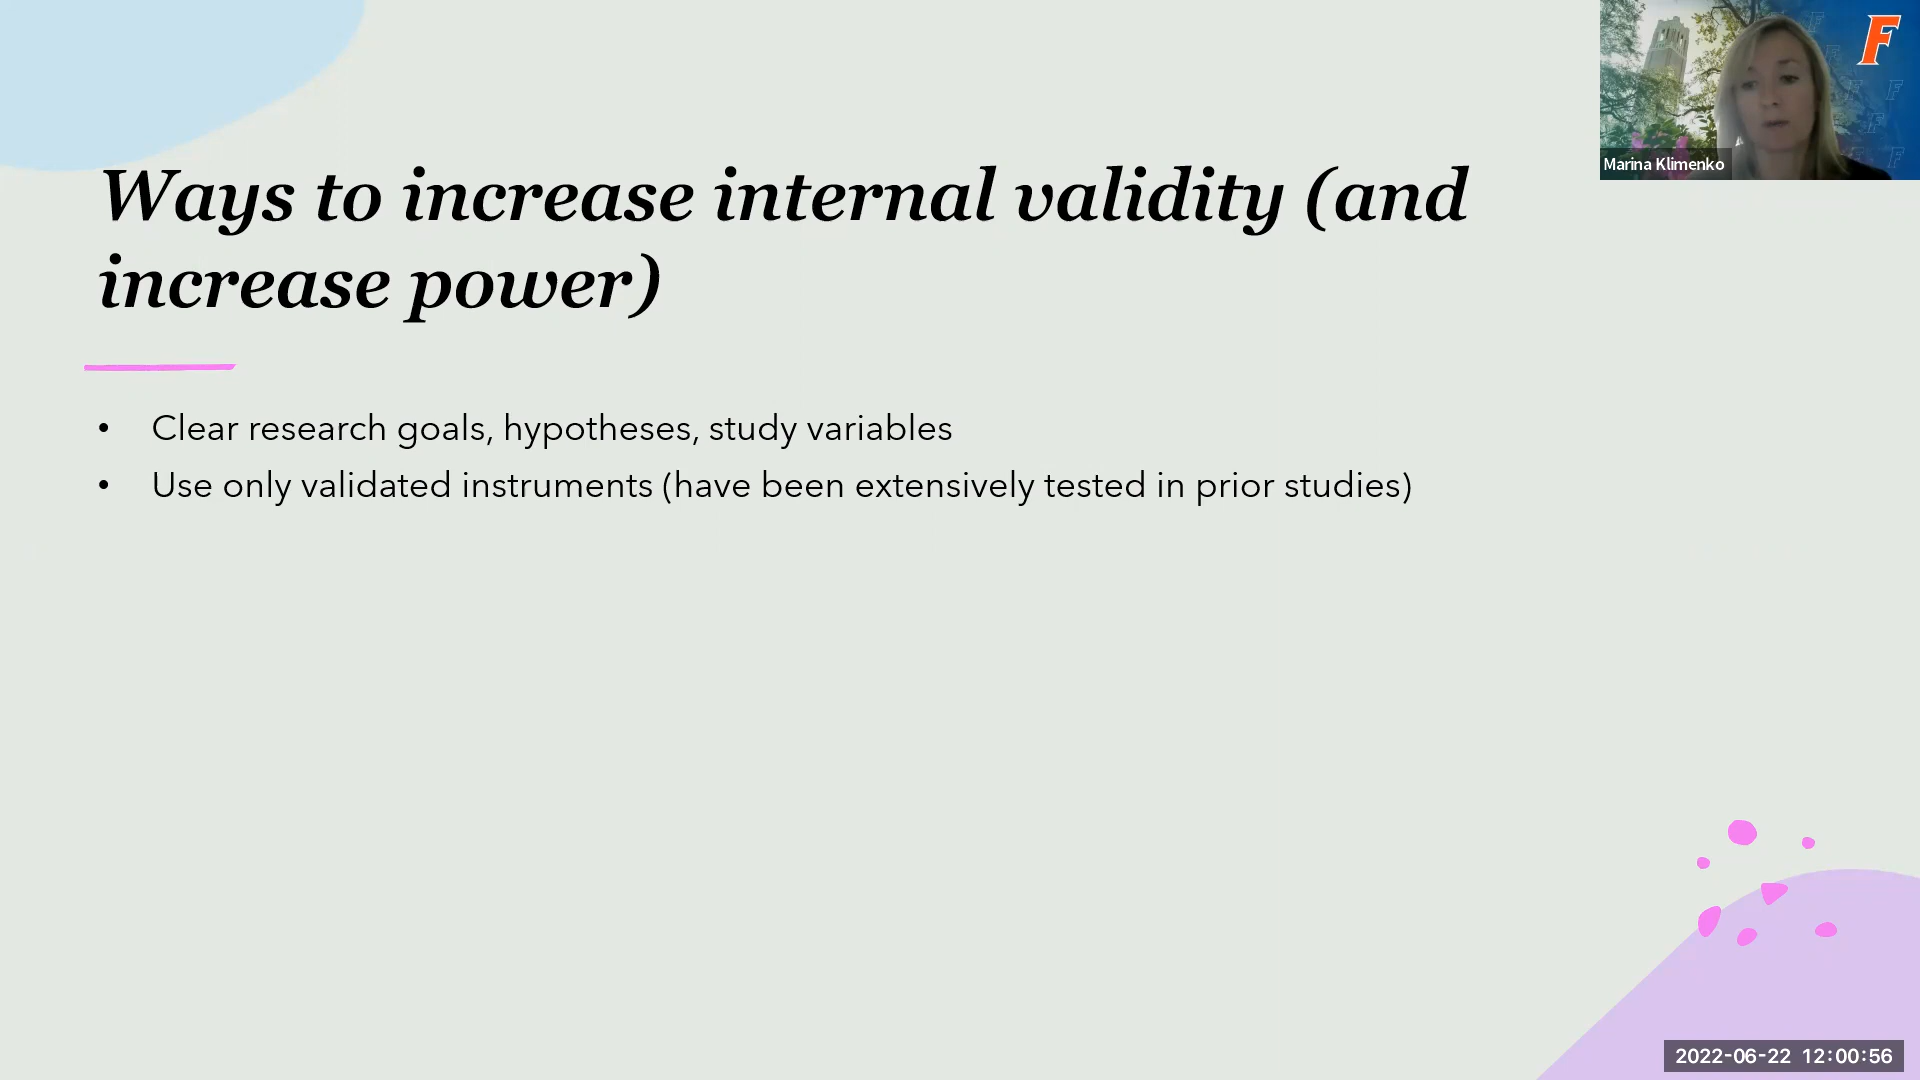 F
Marina Klimenko
Ways to increase internal validity (and
increase power)
• Clear research goals, hypotheses, study variables
• Use only validated instruments (have been extensively tested in prior studies)
2022-06-22 12:00:56